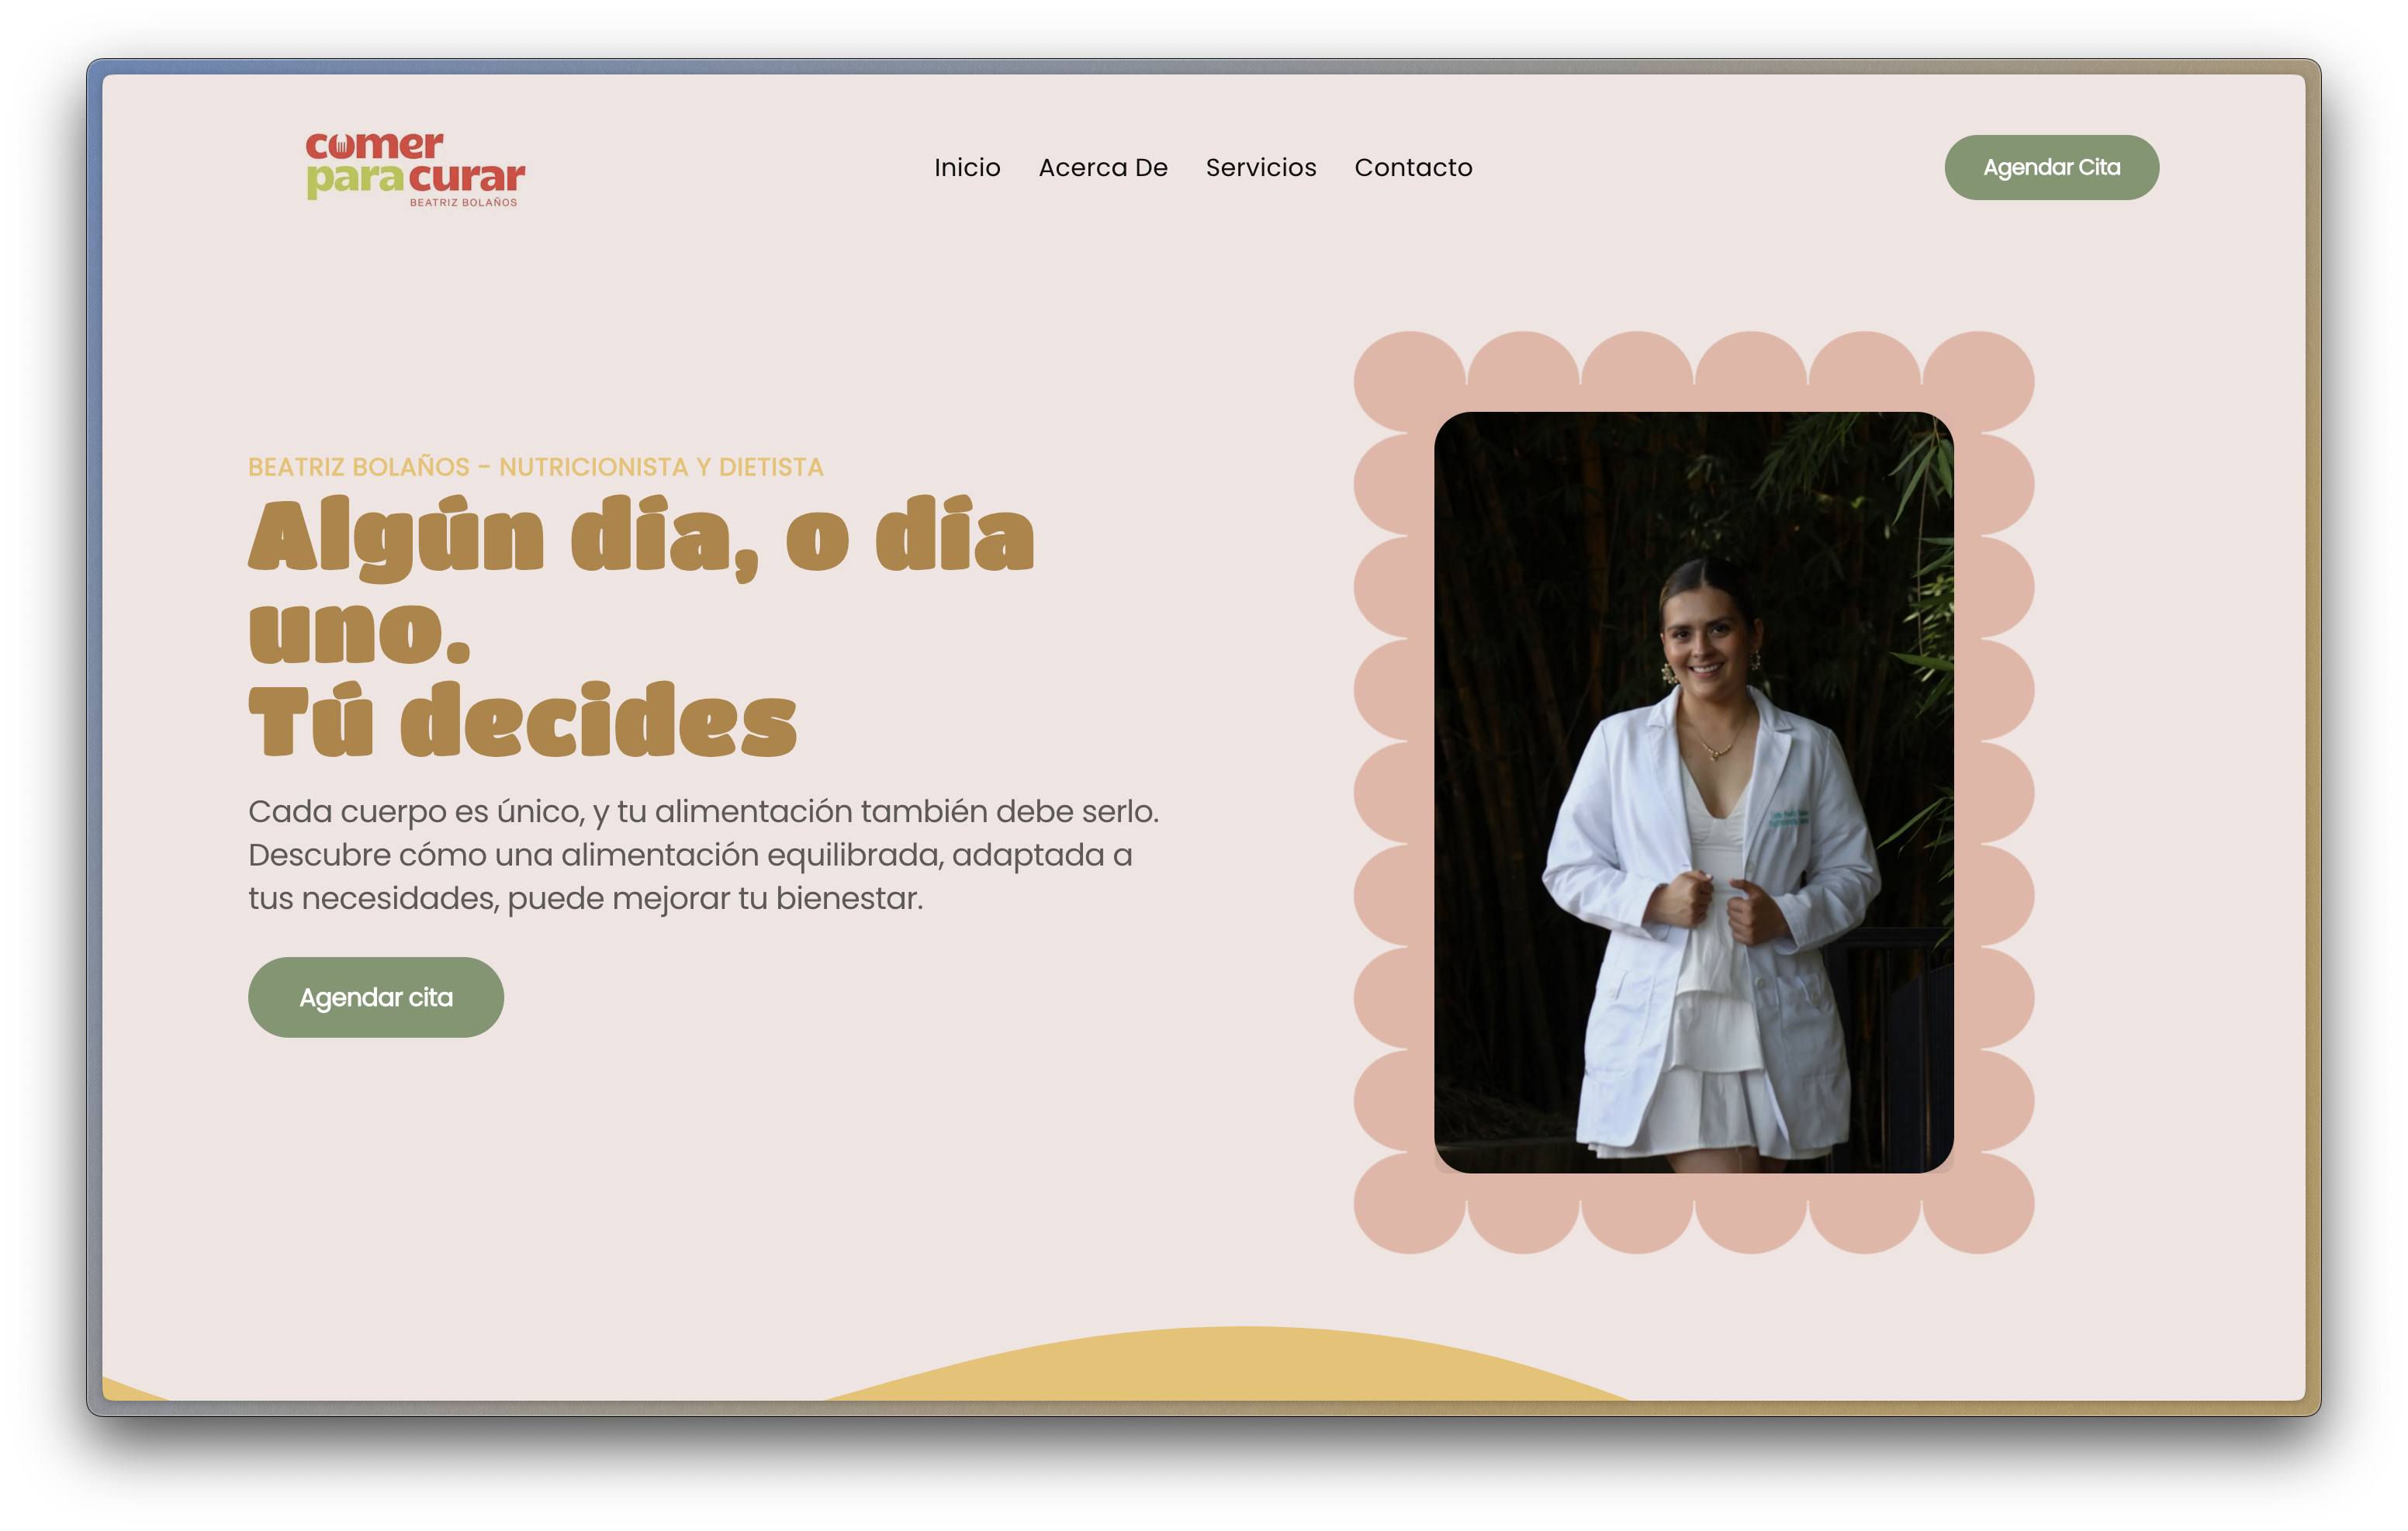 comer
para curar
BEATRIZ BOLAÑOS
Inicio
Acerca De
Servicios
Contacto
Agendar Cita
BEATRIZ BOLAÑOS - NUTRICIONISTA Y DIETISTA
Algún día, o día
uno.
Tú decides
Cada cuerpo es único, y tu alimentación también debe serlo.
Descubre cómo una alimentación equilibrada, adaptada a
tus necesidades, puede mejorar tu bienestar.
Agendar cita